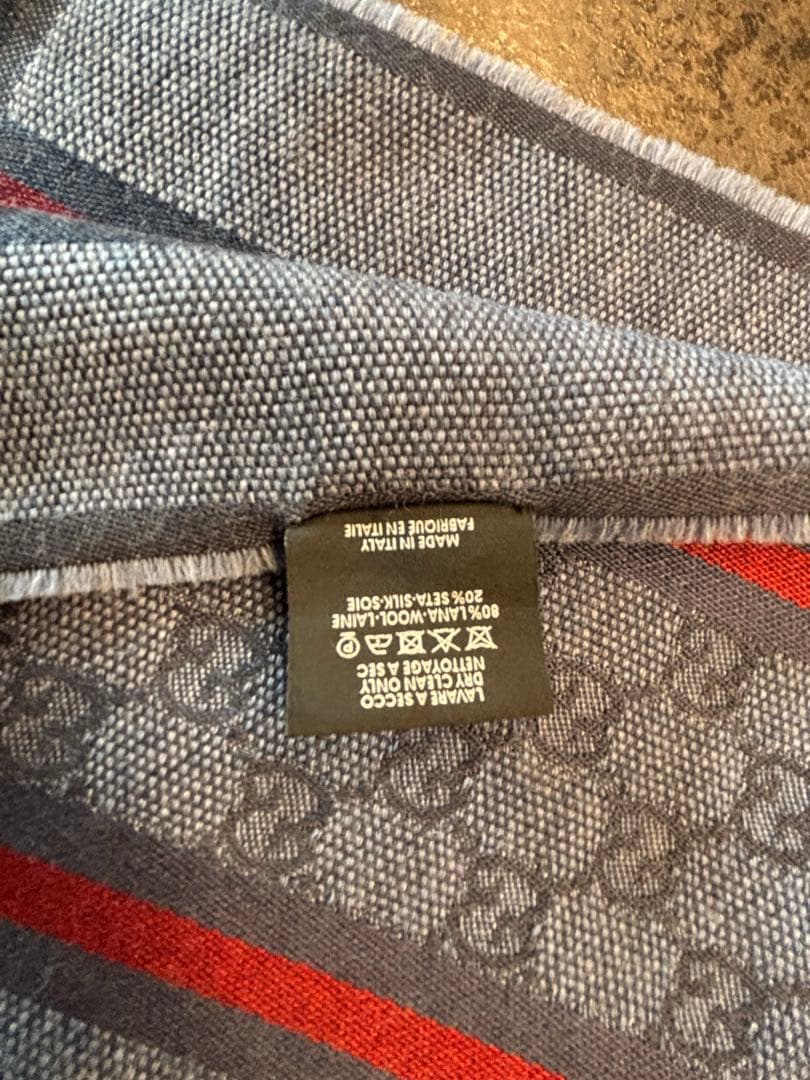 LAVARE A SECCO
DRY CLEAN ONLY
NETTOYAGE A SEC
P
80% LANA-WOOL-LAINE
20% SETA-SILK-SOIE
MADE IN ITALY
FABRIQUÉ EN ITALIE